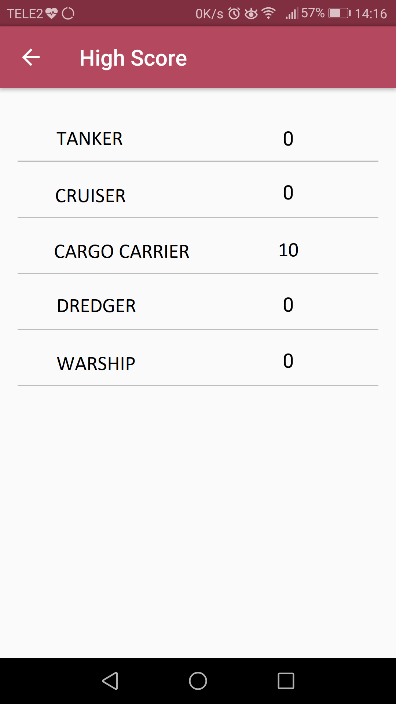 TELE2 0K/s 57% 14:16
High Score
TANKER 0
CRUISER 0
CARGO CARRIER 10
DREDGER 0
WARSHIP 0